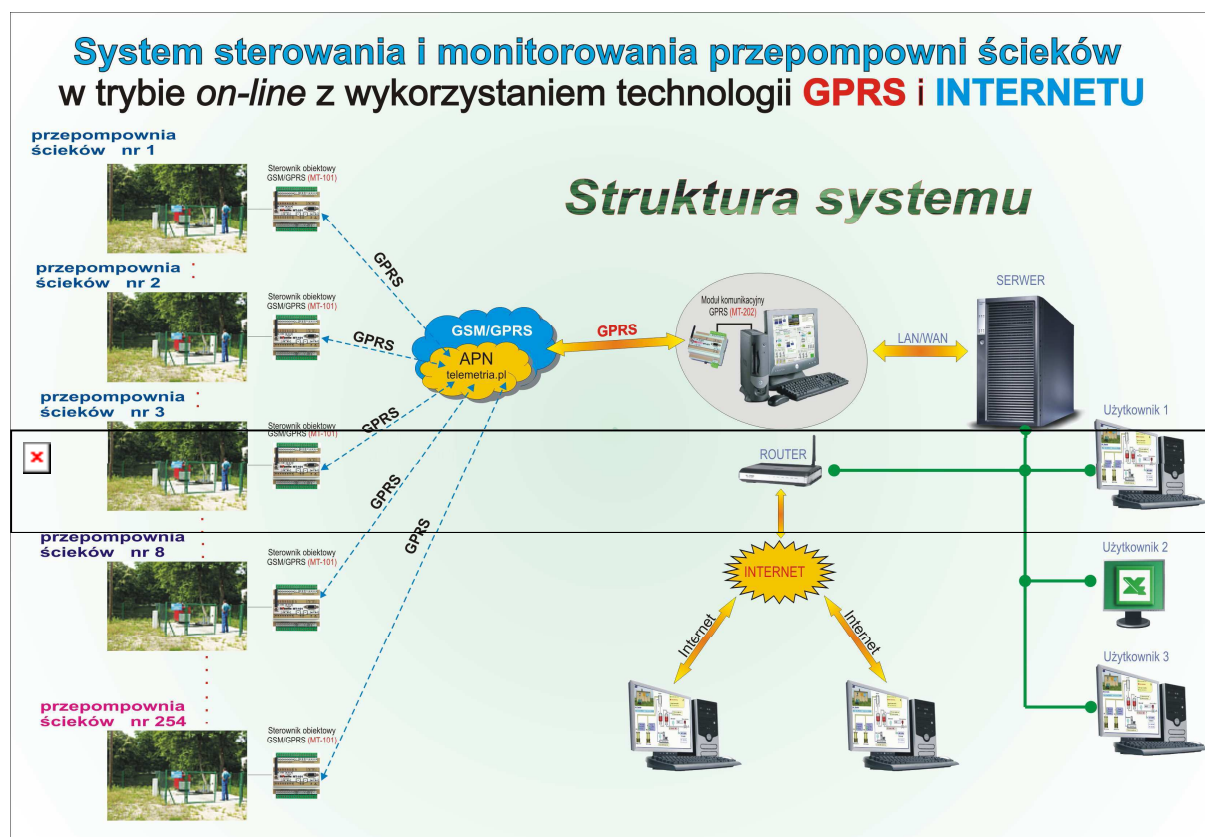 System sterowania i monitorowania przepompowni ścieków
w trybie on-line z wykorzystaniem technologii GPRS i INTERNETU
Struktura systemu
przepompownia
ścieków nr 1
Sterownik obiektowy
GSM/GPRS (MT-101)
GPRS
przepompownia
ścieków nr 2
Sterownik obiektowy
GSM/GPRS (MT-101)
GPRS
przepompownia
ścieków nr 3
Sterownik obiektowy
GSM/GPRS (MT-101)
GPRS
przepompownia
ścieków nr 8
Sterownik obiektowy
GSM/GPRS (MT-101)
GPRS
przepompownia
ścieków nr 254
Sterownik obiektowy
GSM/GPRS (MT-101)
GPRS
GSM/GPRS
APN
telemetria.pl
GPRS
Moduł komunikacyjny
GPRS (MT-202)
LAN/WAN
SERWER
ROUTER
INTERNET
Internet
Internet
Użytkownik 1
Użytkownik 2
Użytkownik 3